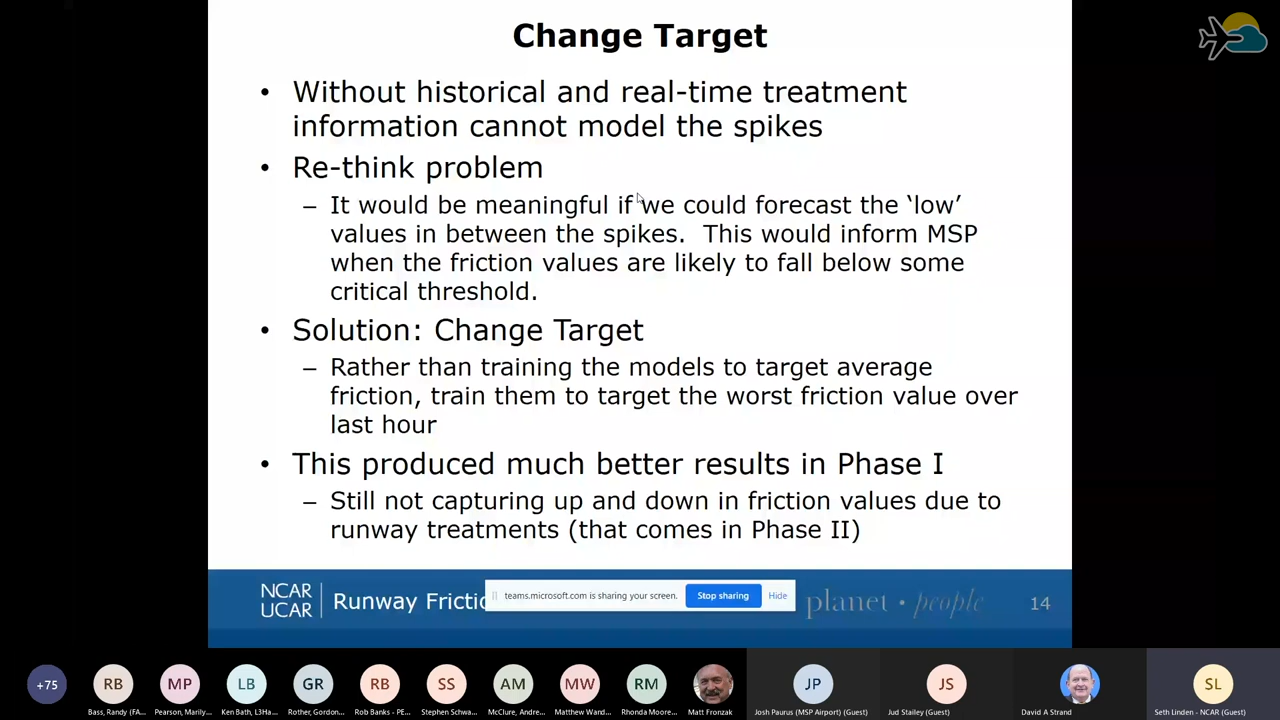 Change Target
• Without historical and real-time treatment
information cannot model the spikes
• Re-think problem
– It would be meaningful if we could forecast the ‘low’
values in between the spikes. This would inform MSP
when the friction values are likely to fall below some
critical threshold.
• Solution: Change Target
– Rather than training the models to target average
friction, train them to target the worst friction value over
last hour
• This produced much better results in Phase I
– Still not capturing up and down in friction values due to
runway treatments (that comes in Phase II)
NCAR
UCAR
Runway Frictio
teams.microsoft.com is sharing your screen.
Stop sharing
Hide
planet • people
14
+75
RB
MP
LB
GR
RB
SS
AM
MW
RM
JP
JS
SL
Bass, Randy (FA...
Pearson, Marily...
Ken Bath, L3Ha...
Rother, Gordon...
Rob Banks - PE...
Stephen Schwa...
McClure, Andre...
Matthew Wand...
Rhonda Moore...
Matt Fronzak
Josh Paurus (MSP Airport) (Guest)
Jud Stailey (Guest)
David A Strand
Seth Linden - NCAR (Guest)